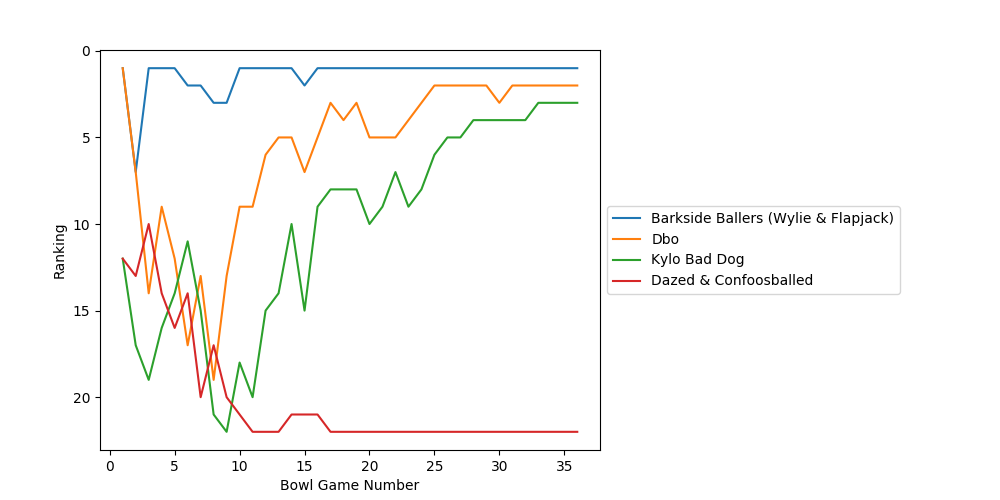 0
5
10
15
20
Ranking
0 5 10 15 20 25 30 35
Bowl Game Number
Barkside Ballers (Wylie & Flapjack)
Dbo
Kylo Bad Dog
Dazed & Confoosballed